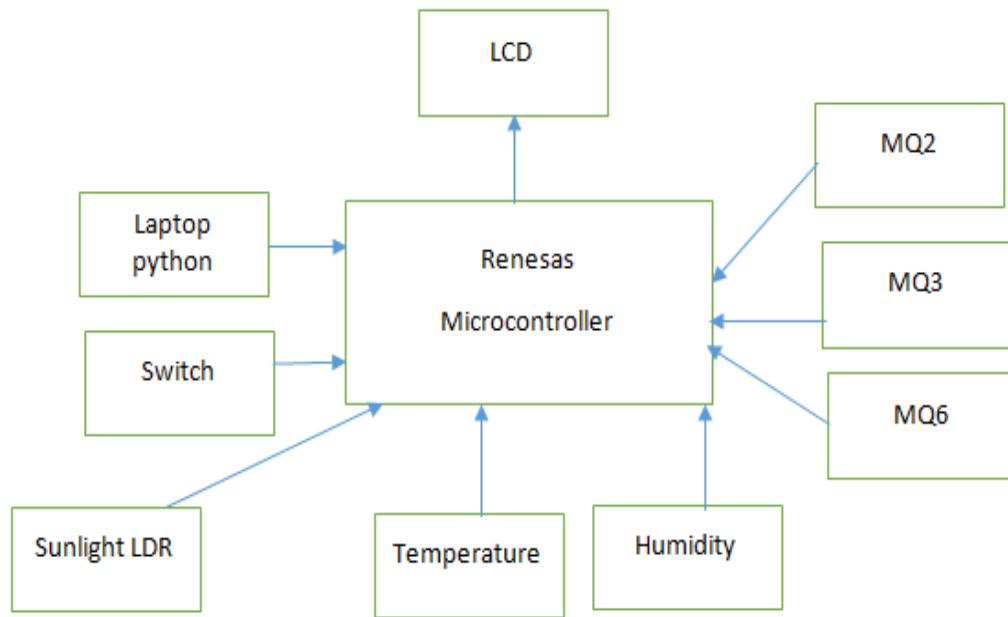 LCD
MQ2
Laptop
python
Renesas
Microcontroller
MQ3
Switch
MQ6
Sunlight LDR
Temperature
Humidity